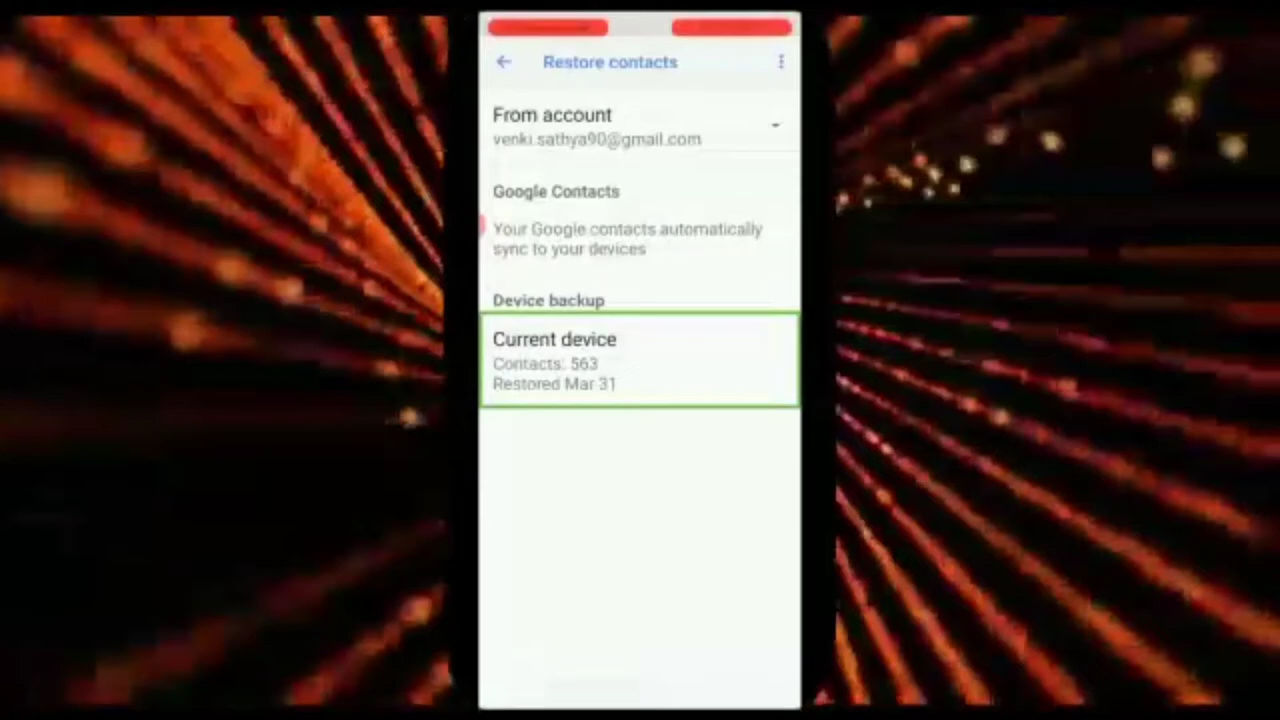 Restore contacts
From account
venki.sathya90@gmail.com
Google Contacts
Your Google contacts automatically
sync to your devices
Device backup
Current device
Contacts: 563
Restored Mar 31